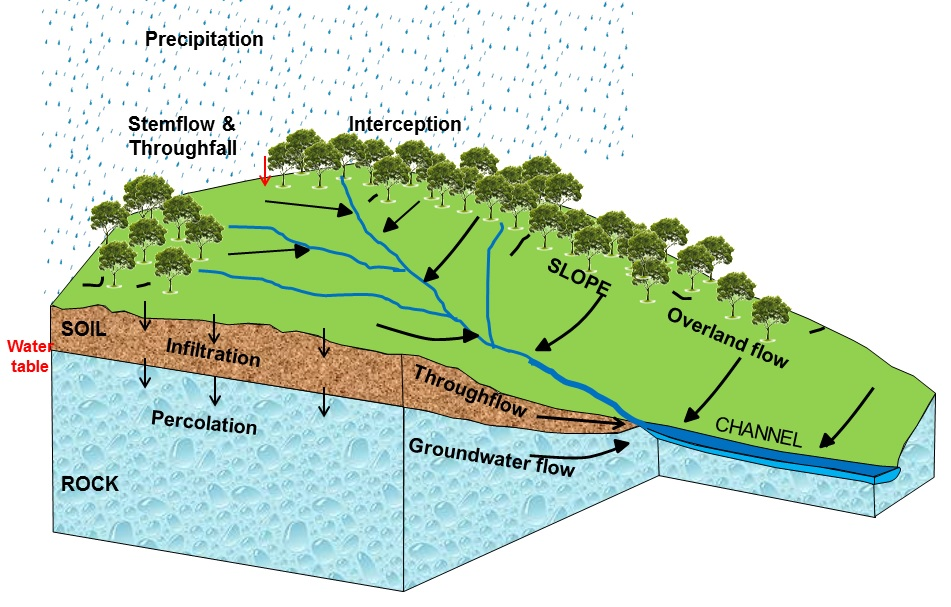 Precipitation
Stemflow &
Throughfall
Interception
SLOPE
SOIL
Overland flow
Water
table
Infiltration
Throughflow
Percolation
CHANNEL
Groundwater flow
ROCK